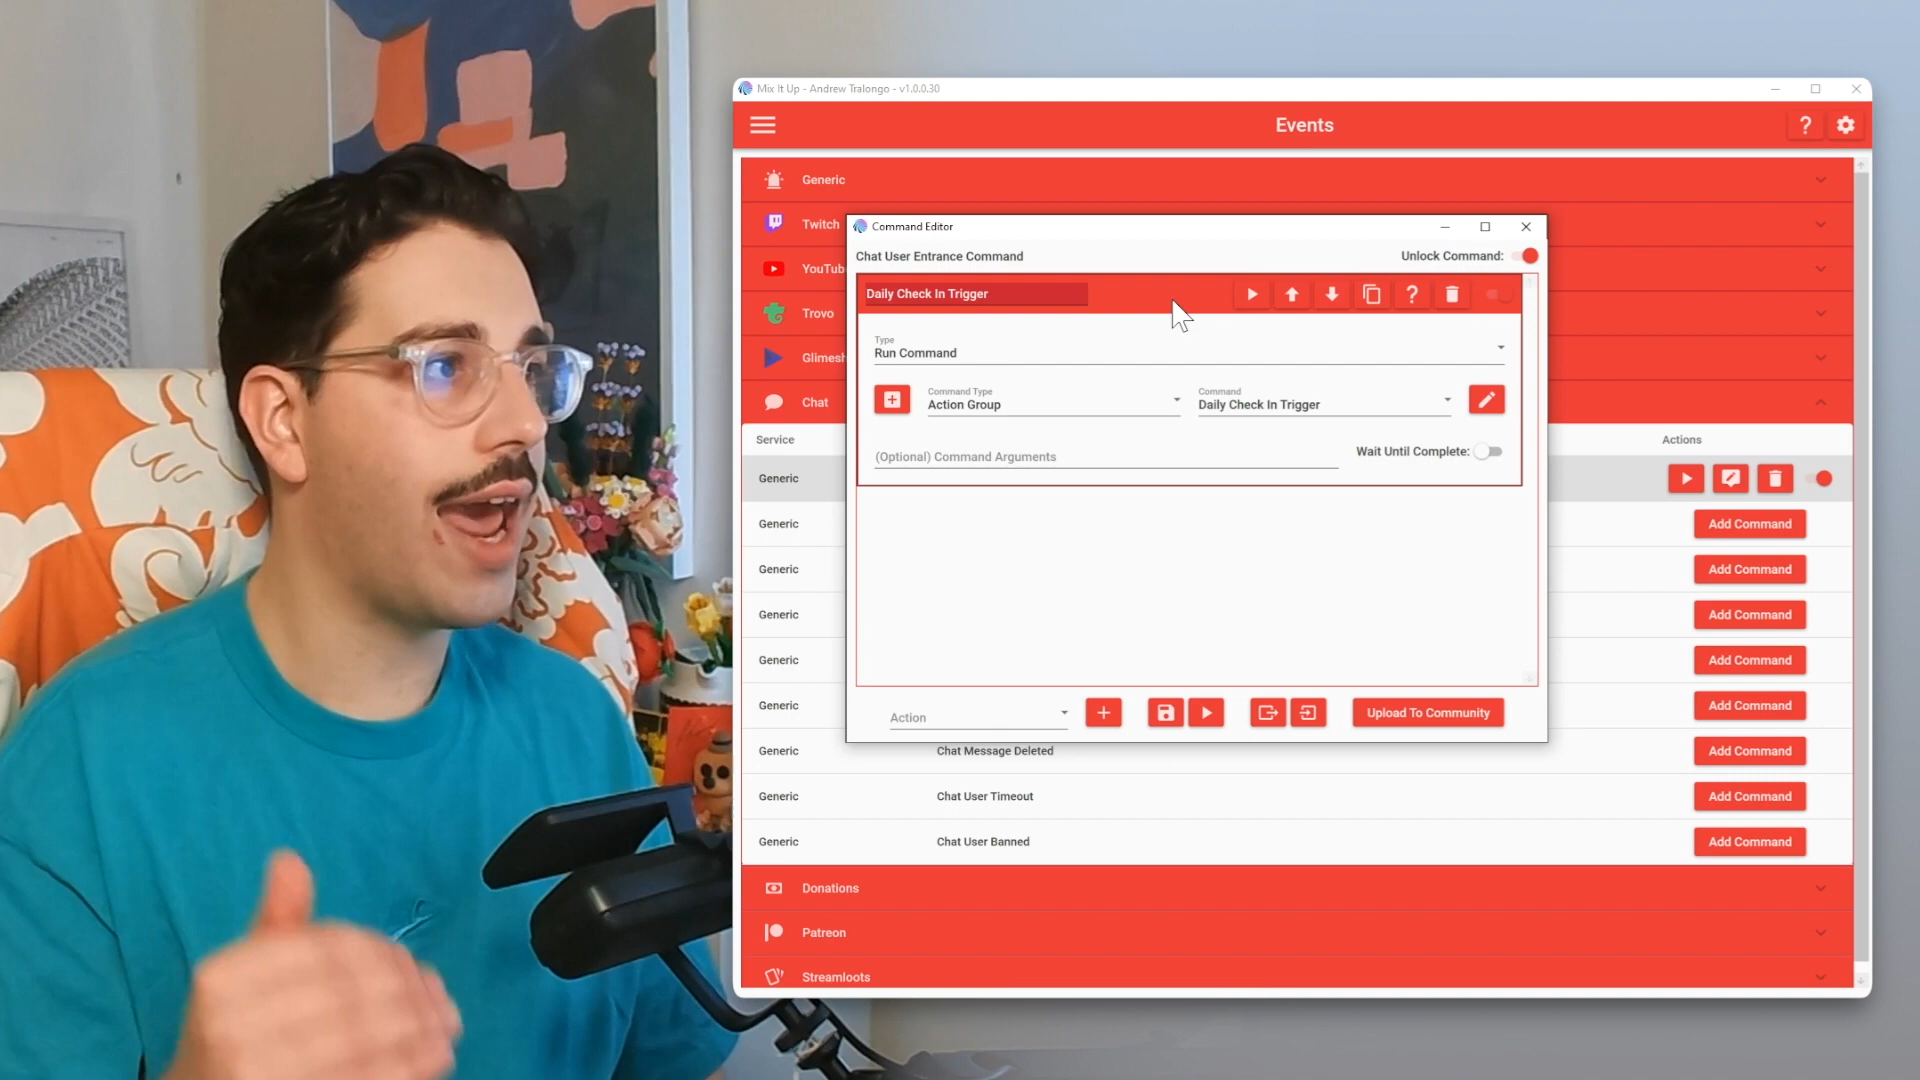 Mix It Up - Andrew Tralongo - v1.0.0.30
Events
Generic
Twitch
YouTub
Trovo
Glimesh
Chat
Service
Actions
Generic
Generic
Add Command
Generic
Add Command
Generic
Add Command
Generic
Add Command
Generic
Add Command
Generic
Chat Message Deleted
Add Command
Generic
Chat User Timeout
Add Command
Generic
Chat User Banned
Add Command
Donations
Patreon
Streamloots
Command Editor
Chat User Entrance Command
Unlock Command:
Daily Check In Trigger
Type
Run Command
Command Type
Action Group
Command
Daily Check In Trigger
(Optional) Command Arguments
Wait Until Complete:
Action
Upload To Community